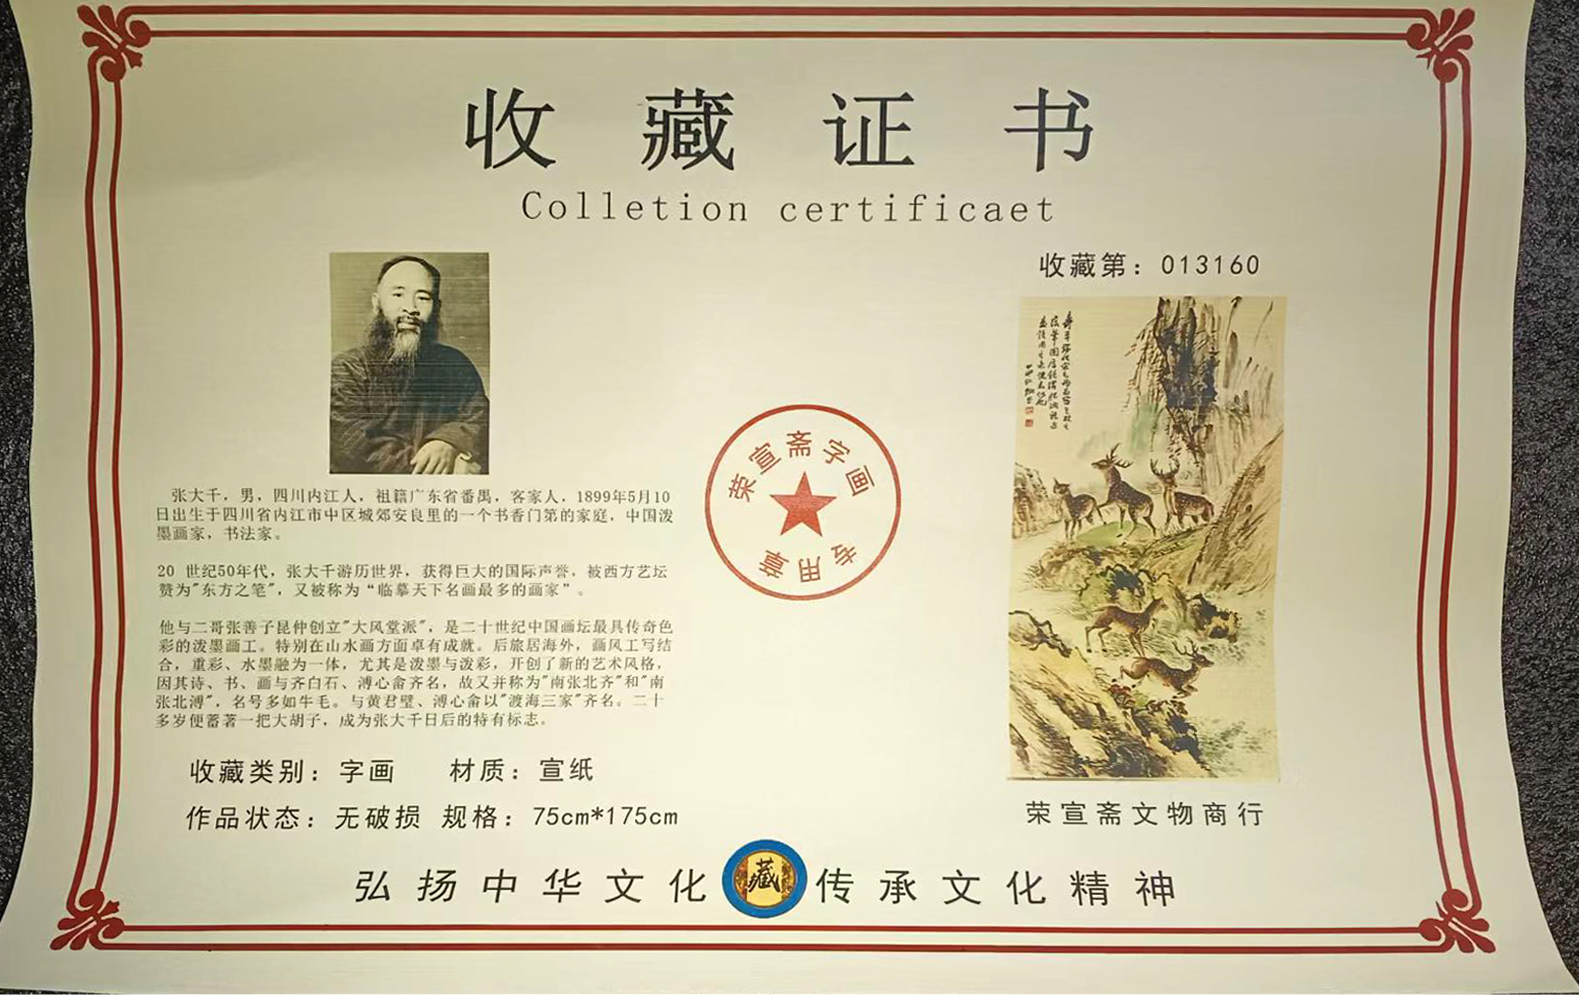 收藏证书
Colletion certificaet
收藏第：013160
张大千，男，四川内江人，祖籍广东省番禺，客家人，1899年5月10
日出生于四川省内江市中区城郊安良里的一个书香门第的家庭，中国泼
墨画家，书法家。
20 世纪50年代，张大千游历世界，获得巨大的国际声誉，被西方艺坛
赞为"东方之笔"，又被称为“临摹天下名画最多的画家”。
他与二哥张善子昆仲创立"大风堂派"，是二十世纪中国画坛最具传奇色
彩的泼墨画工。特别在山水画方面卓有成就。后旅居海外，画风工写结
合，重彩、水墨融为一体，尤其是泼墨与泼彩，开创了新的艺术风格，
因其诗、书、画与齐白石、溥心畲齐名，故又并称为"南张北齐"和"南
张北溥"，名号多如牛毛。与黄君璧、溥心畲以"渡海三家"齐名。二十
多岁便蓄著一把大胡子，成为张大千日后的特有标志。
收藏类别：字画 材质：宣纸
作品状态：无破损 规格：75cm*175cm
荣宣斋字画
专用章
荣宣斋文物商行
弘扬中华文化 藏 传承文化精神